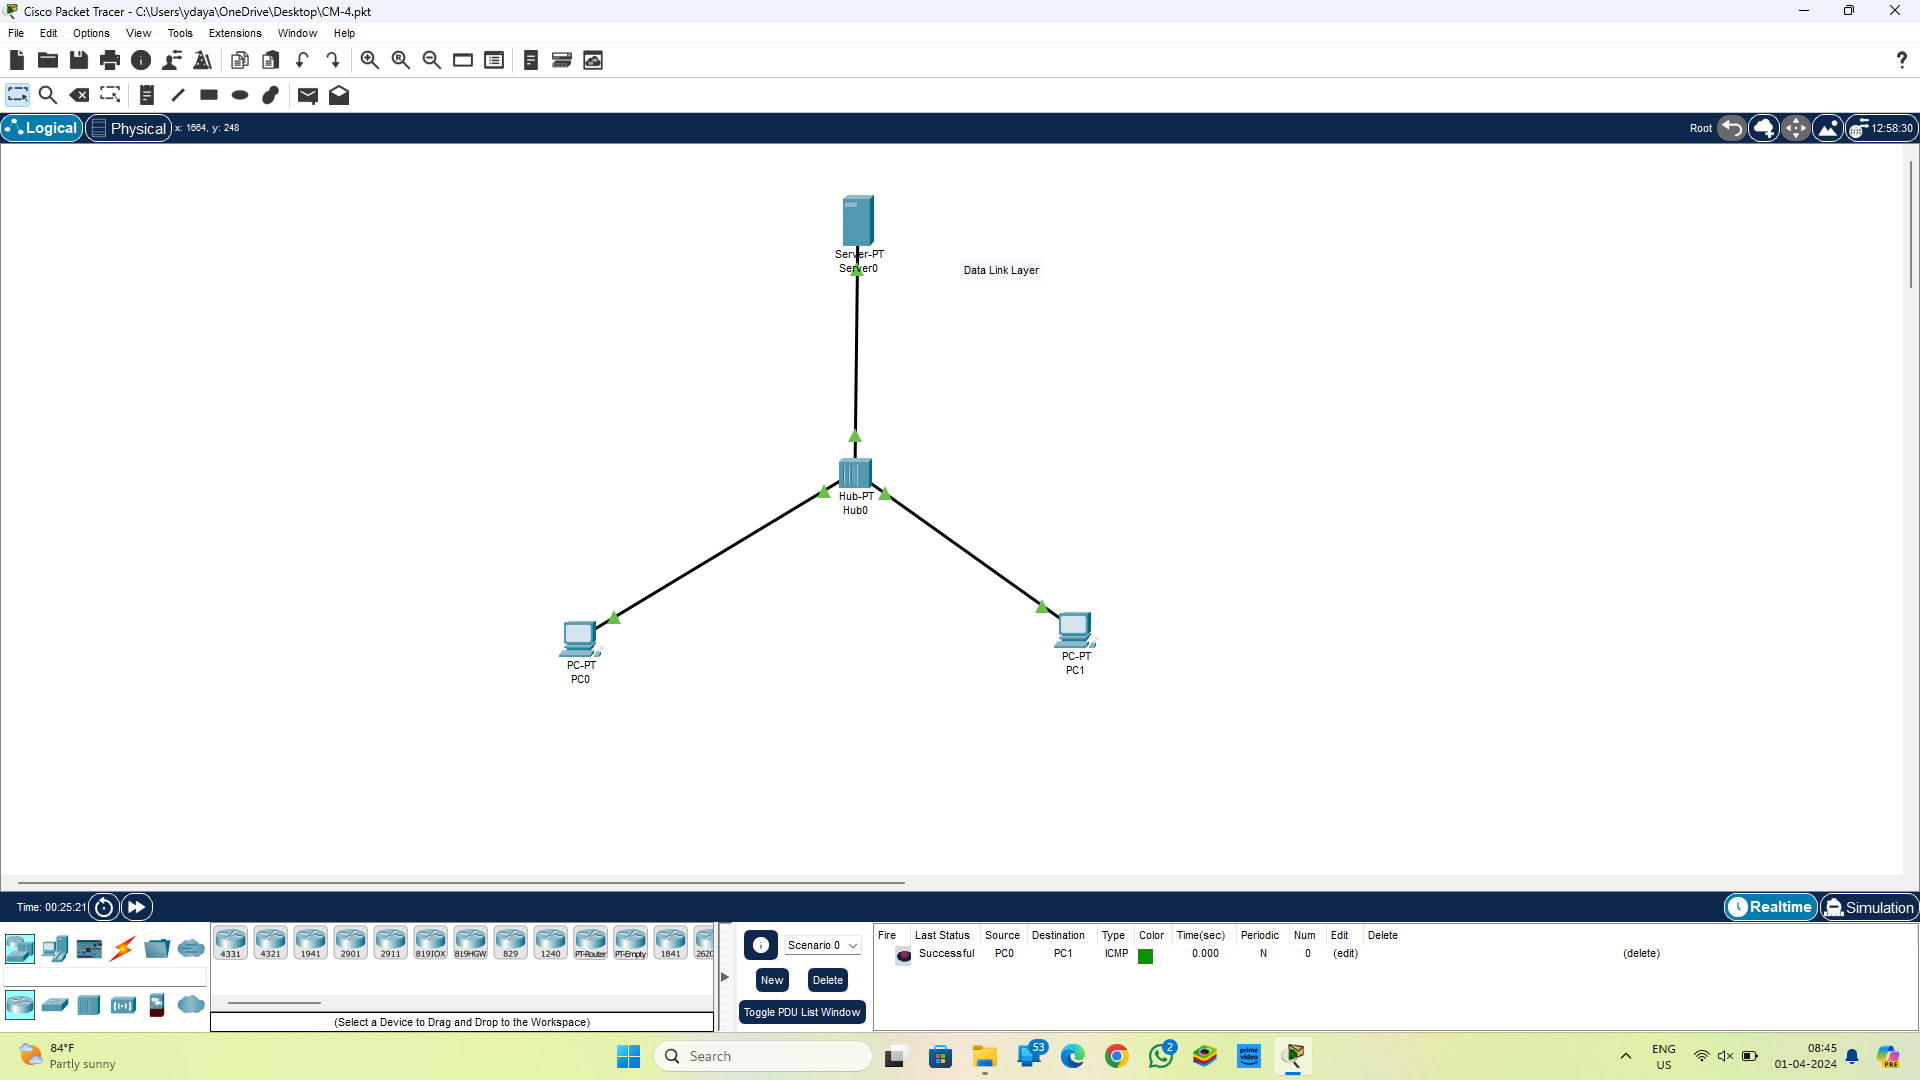 Cisco Packet Tracer - C:\Users\ydaya\OneDrive\Desktop\CM-4.pkt
File Edit Options View Tools Extensions Window Help
Logical Physical x: 1664, y: 248 Root 12:58:30
Server-PT
Server0
Data Link Layer
Hub-PT
Hub0
PC-PT
PC0
PC-PT
PC1
Time: 00:25:21 Realtime Simulation
4331 4321 1941 2901 2911 819IOX 819HGW 829 1240 PT-Router PT-Empty 1841 2620
(Select a Device to Drag and Drop to the Workspace)
Scenario 0
New Delete
Toggle PDU List Window
Fire Last Status Source Destination Type Color Time(sec) Periodic Num Edit Delete
Successful PC0 PC1 ICMP 0.000 N 0 (edit) (delete)
84°F
Partly sunny
Search
53
2
prime video
ENG
US
08:45
01-04-2024
PRE